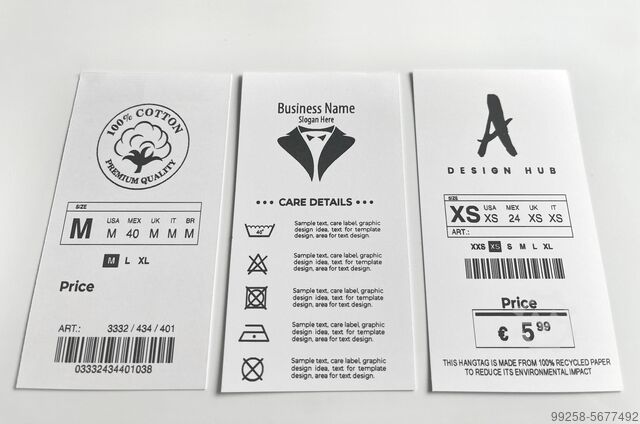 100% COTTON
PREMIUM QUALITY
SIZE
M
USA MEX UK IT BR
M 40 M M M
M L XL
Price
ART.: 3332 / 434 / 401
03332434401038
Business Name
Slogan Here
••• CARE DETAILS •••
40°
Sample text, care label, graphic
design idea, text for template
design, area for text design.
Sample text, care label, graphic
design idea, text for template
design, area for text design.
Sample text, care label, graphic
design idea, text for template
design, area for text design.
Sample text, care label, graphic
design idea, text for template
design, area for text design.
Sample text, care label, graphic
design idea, text for template
design, area for text design.
A
DESIGN HUB
SIZE
XS
USA MEX UK IT
XS 24 XS XS
ART.:
XXS XS S M L XL
Price
€ 5 99
THIS HANGTAG IS MADE FROM 100% RECYCLED PAPER
TO REDUCE ITS ENVIRONMENTAL IMPACT
99258-5677492